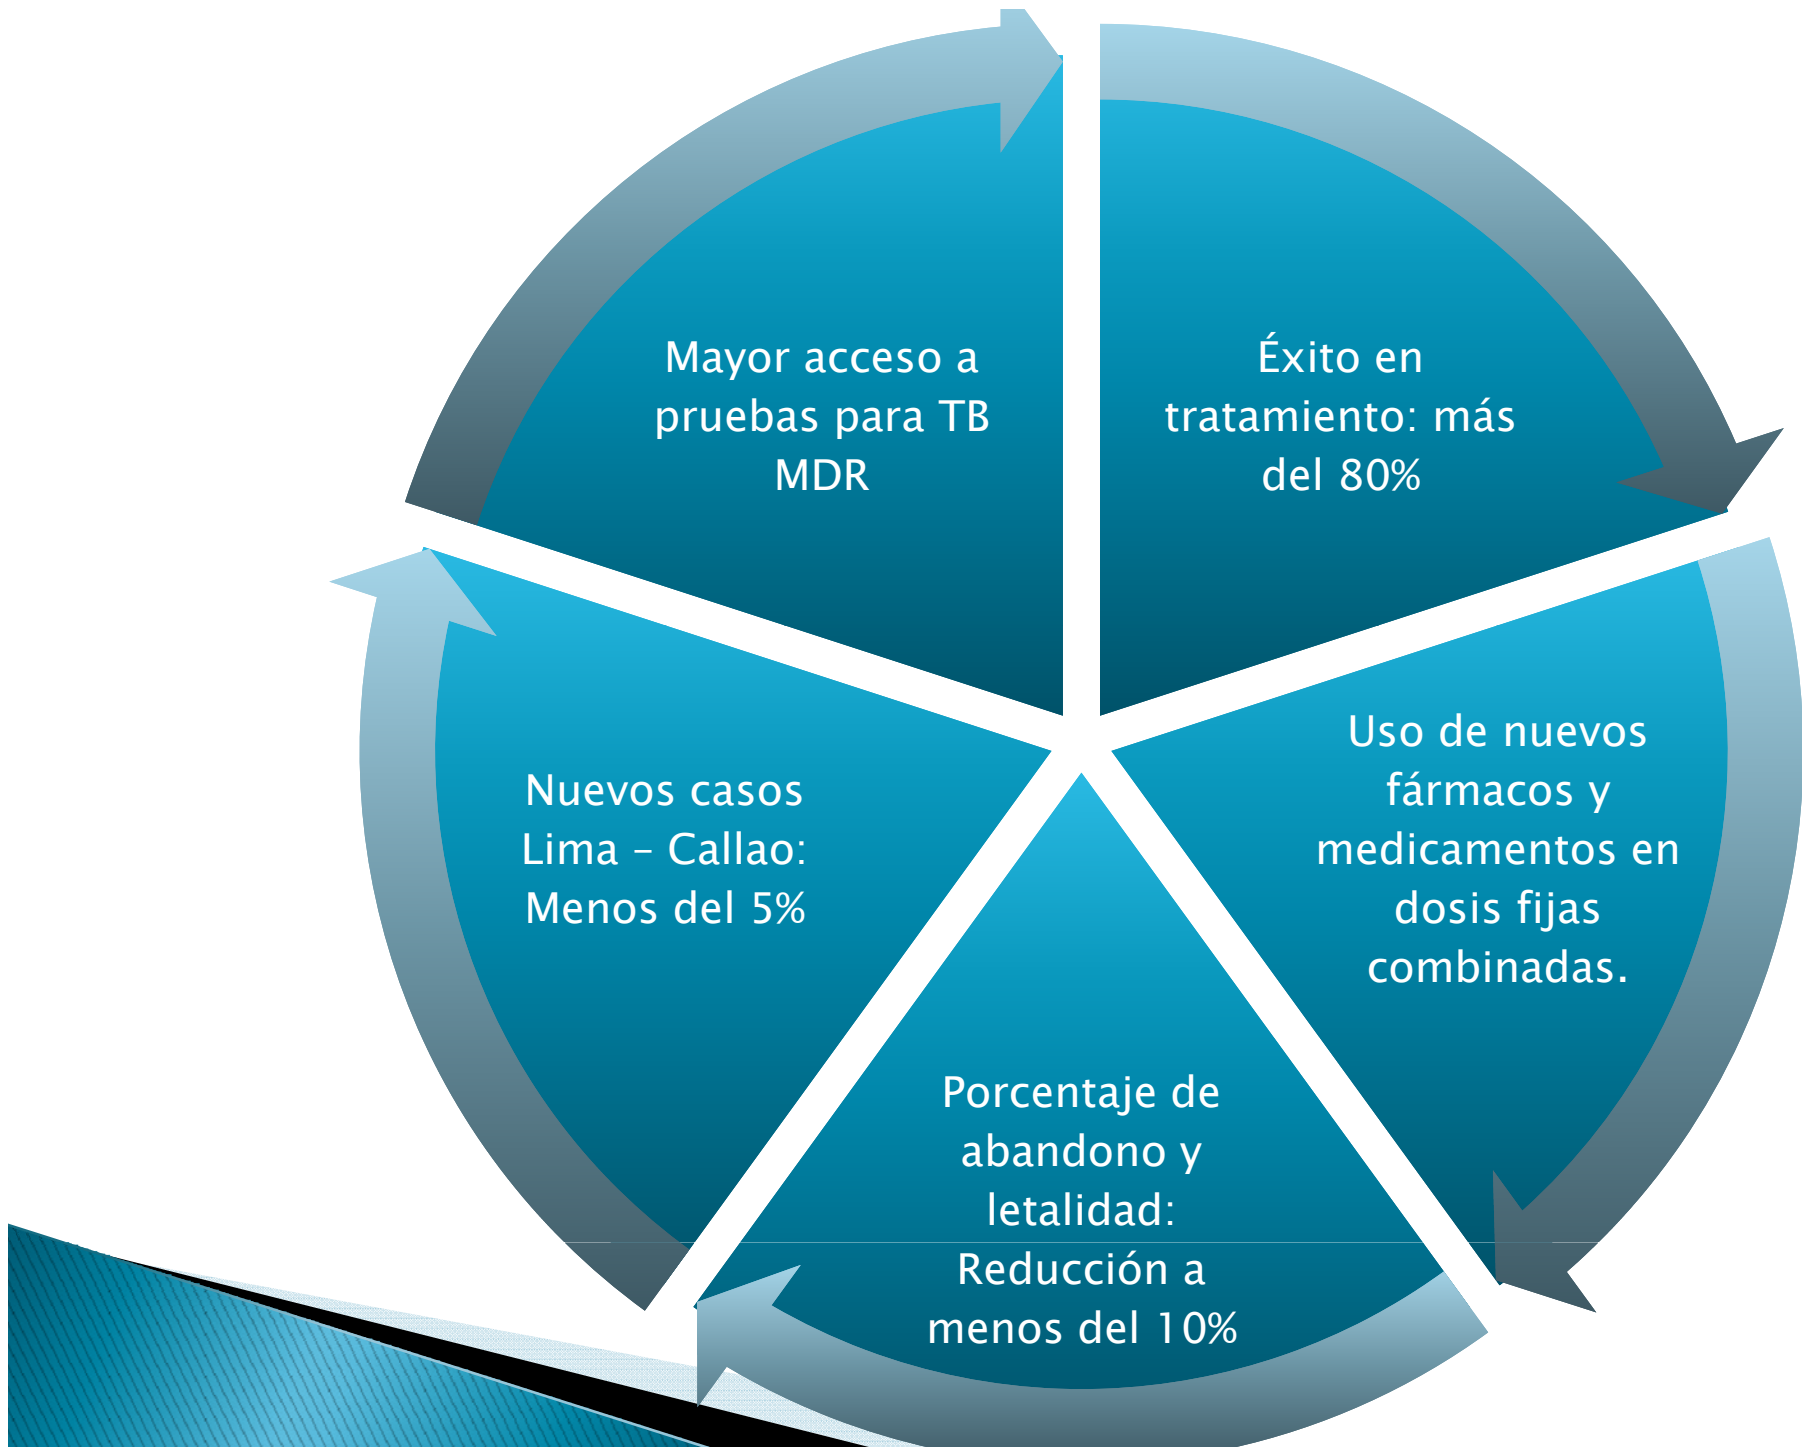 Mayor acceso a
pruebas para TB
MDR
Éxito en
tratamiento: más
del 80%
Uso de nuevos
fármacos y
medicamentos en
dosis fijas
combinadas.
Porcentaje de
abandono y
letalidad:
Reducción a
menos del 10%
Nuevos casos
Lima – Callao:
Menos del 5%